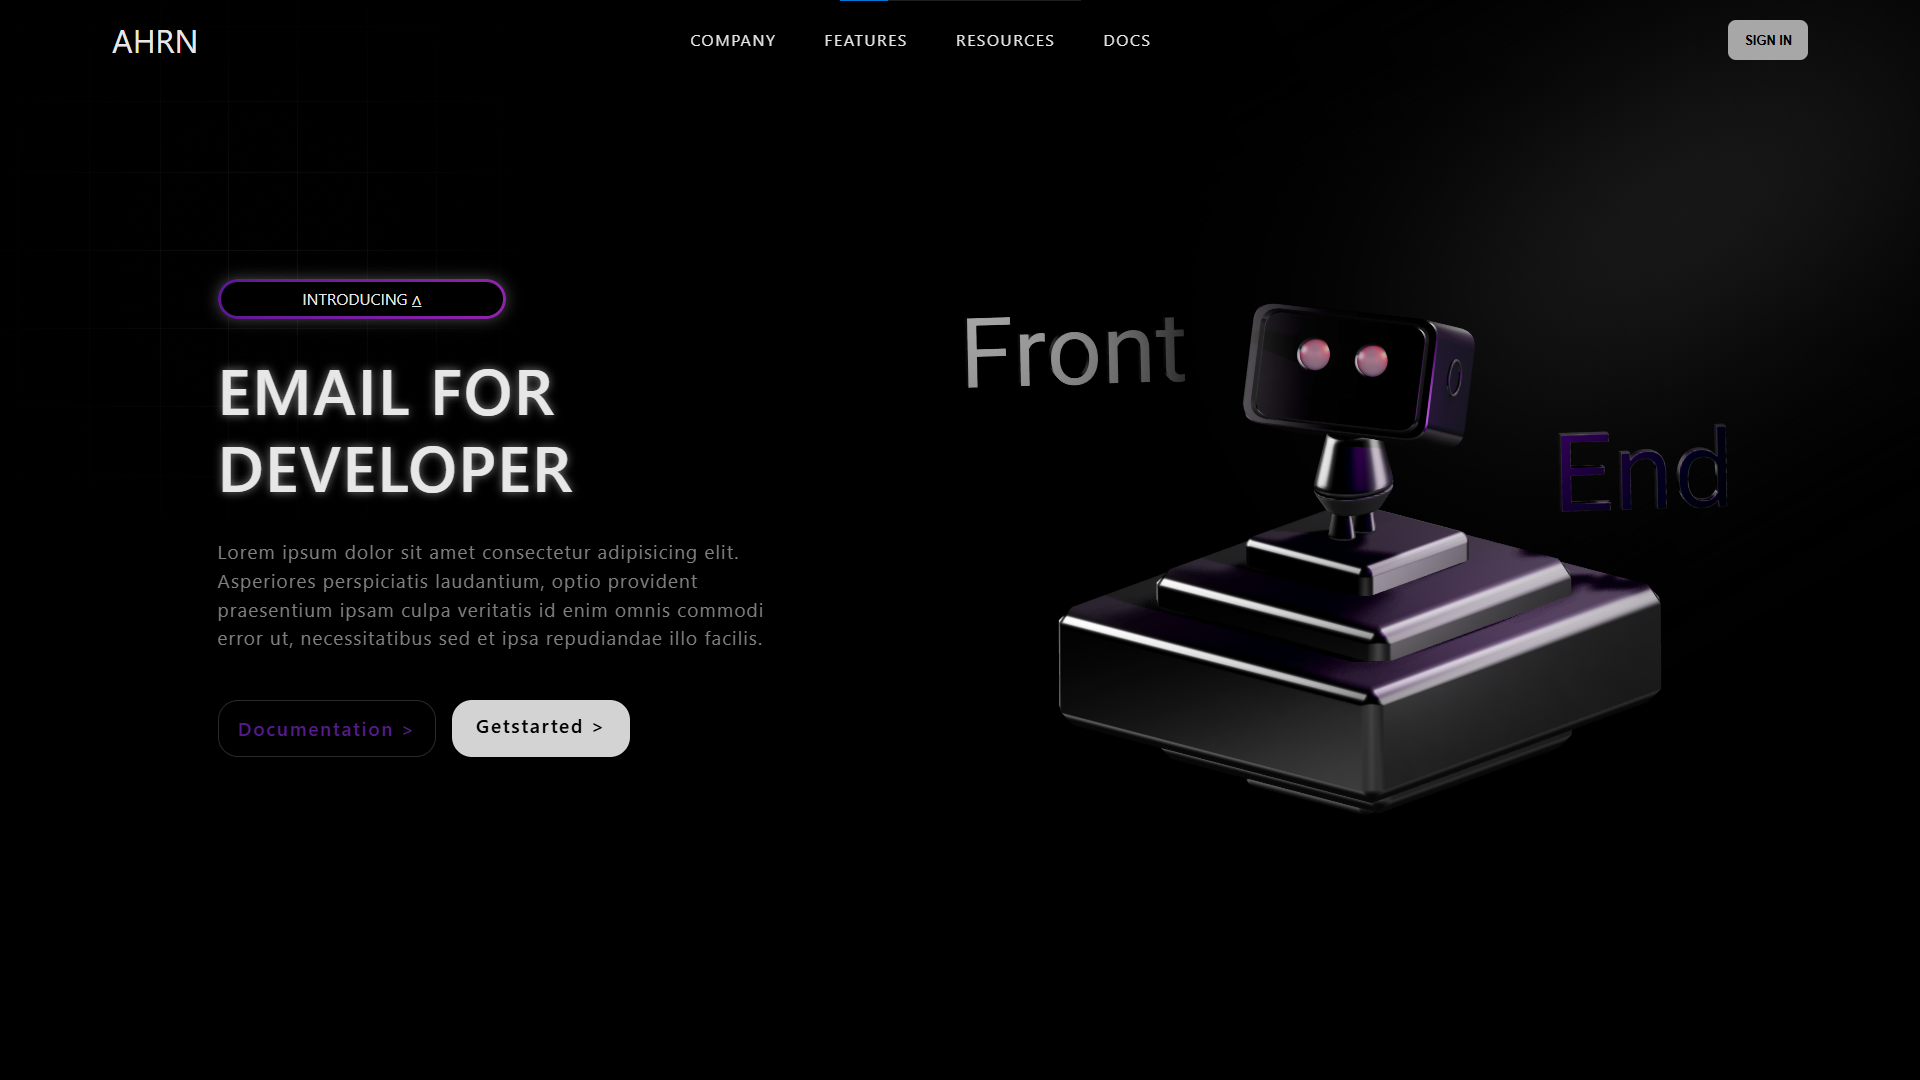 AHRN
COMPANY
FEATURES
RESOURCES
DOCS
SIGN IN
INTRODUCING Δ
EMAIL FOR
DEVELOPER
Lorem ipsum dolor sit amet consectetur adipisicing elit.
Asperiores perspiciatis laudantium, optio provident
praesentium ipsam culpa veritatis id enim omnis commodi
error ut, necessitatibus sed et ipsa repudiandae illo facilis.
Documentation >
Getstarted >
Front
End